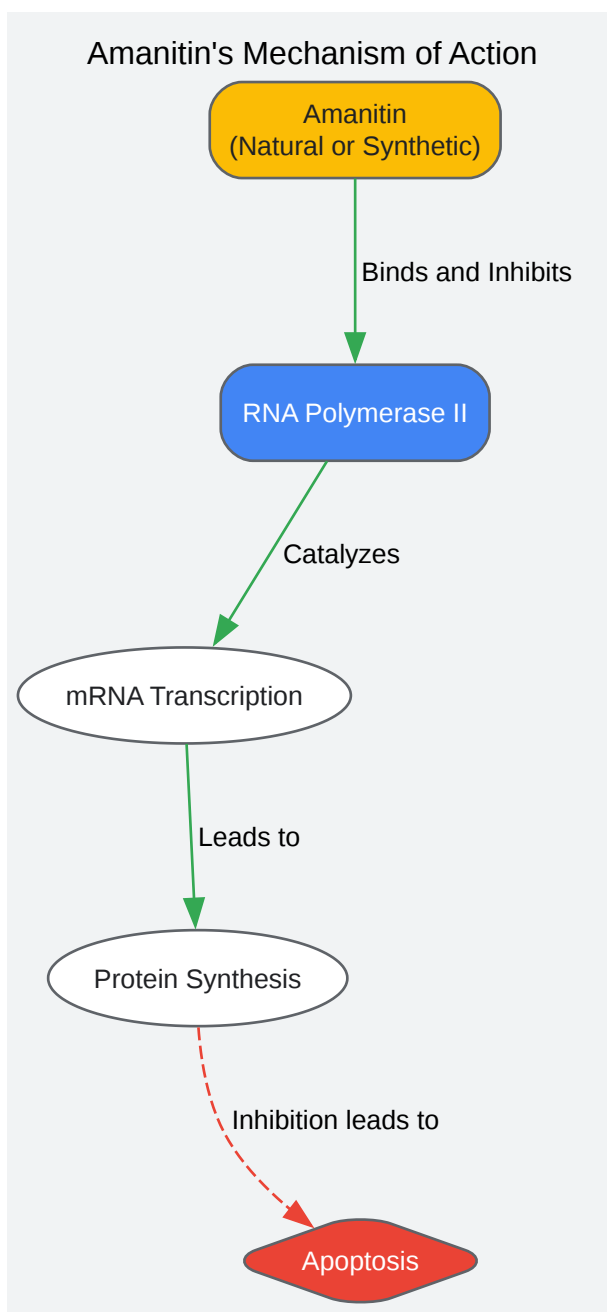 Amanitin's Mechanism of Action
Amanitin
(Natural or Synthetic)
Binds and Inhibits
RNA Polymerase II
Catalyzes
mRNA Transcription
Leads to
Protein Synthesis
Inhibition leads to
Apoptosis